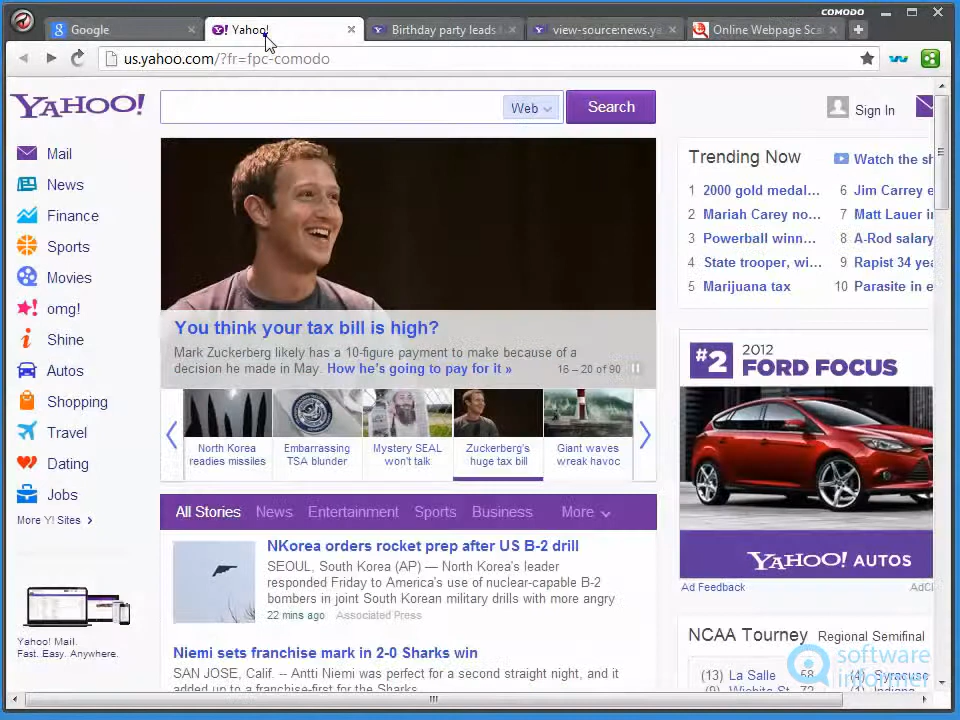 COMODO
Google
Yahoo!
Birthday party leads
view-source:news.ya
Online Webpage Sca
us.yahoo.com/?fr=fpc-comodo
YAHOO!
Web
Search
Sign In
Mail
News
Finance
Sports
Movies
omg!
Shine
Autos
Shopping
Travel
Dating
Jobs
More Y! Sites
Yahoo! Mail.
Fast. Easy. Anywhere.
You think your tax bill is high?
Mark Zuckerberg likely has a 10-figure payment to make because of a
decision he made in May. How he's going to pay for it »
16 – 20 of 90
North Korea
readies missiles
Embarrassing
TSA blunder
Mystery SEAL
won't talk
Zuckerberg's
huge tax bill
Giant waves
wreak havoc
All Stories News Entertainment Sports Business More
NKorea orders rocket prep after US B-2 drill
SEOUL, South Korea (AP) — North Korea's leader
responded Friday to America's use of nuclear-capable B-2
bombers in joint South Korean military drills with more angry
22 mins ago Associated Press
Niemi sets franchise mark in 2-0 Sharks win
SAN JOSE, Calif. -- Antti Niemi was perfect for a second straight night, and it
added up to a franchise-first for the Sharks.
Trending Now
Watch the sh
1 2000 gold medal...
2 Mariah Carey no...
3 Powerball winn...
4 State trooper, wi...
5 Marijuana tax
6 Jim Carrey e
7 Matt Lauer in
8 A-Rod salary
9 Rapist 34 yea
10 Parasite in e
#2
2012
FORD FOCUS
YAHOO! AUTOS
Ad Feedback
AdC
NCAA Tourney Regional Semifinal
(13) La Salle 58
(4) Syracuse
(9) Wichita St. 72
(1) Indiana
software
informer